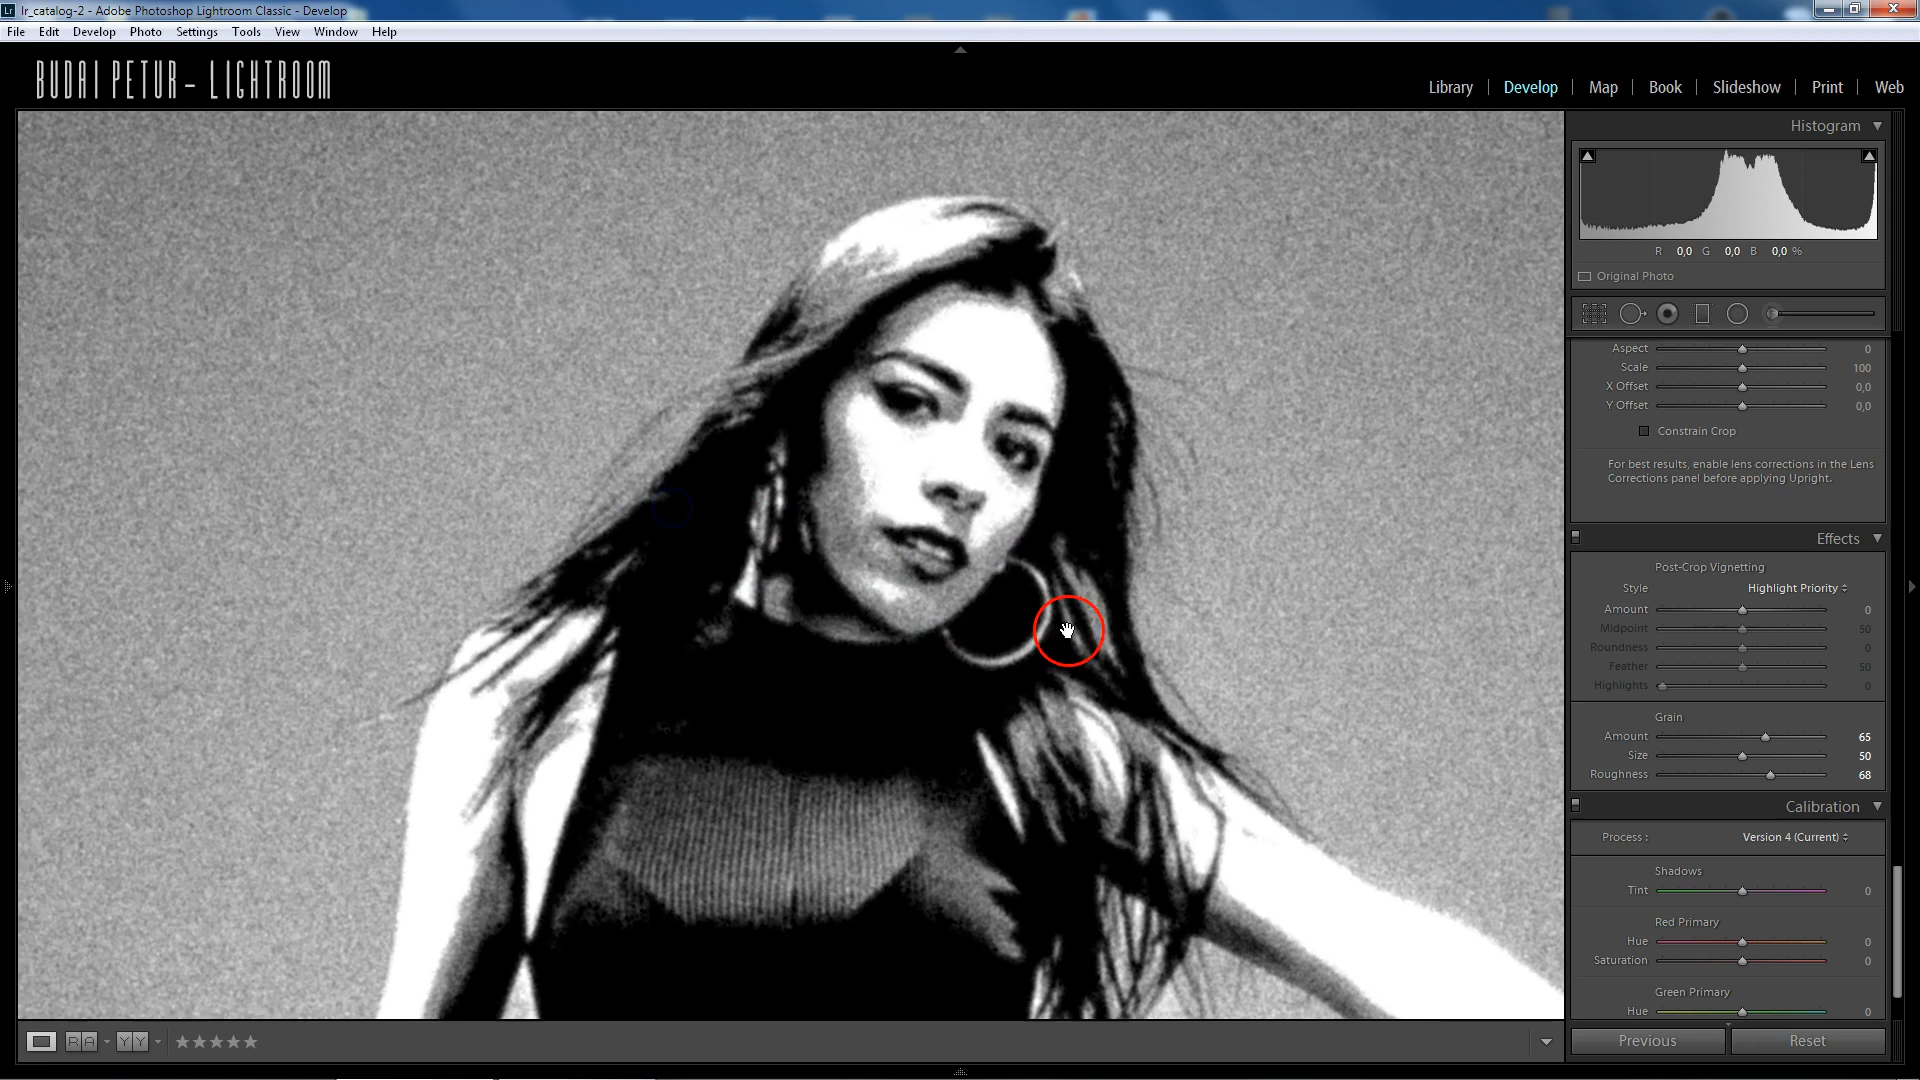 Lr lr_catalog-2 - Adobe Photoshop Lightroom Classic - Develop
File Edit Develop Photo Settings Tools View Window Help
BUDAI PETUR - LIGHTROOM
Library | Develop | Map | Book | Slideshow | Print | Web
Histogram
R 0,0 G 0,0 B 0,0 %
Original Photo
Aspect 0
Scale 100
X Offset 0,0
Y Offset 0,0
Constrain Crop
For best results, enable lens corrections in the Lens
Corrections panel before applying Upright.
Effects
Post-Crop Vignetting
Style Highlight Priority
Amount 0
Midpoint 50
Roundness 0
Feather 50
Highlights 0
Grain
Amount 65
Size 50
Roughness 68
Calibration
Process : Version 4 (Current)
Shadows
Tint 0
Red Primary
Hue 0
Saturation 0
Green Primary
Hue 0
R A Y Y
Previous Reset